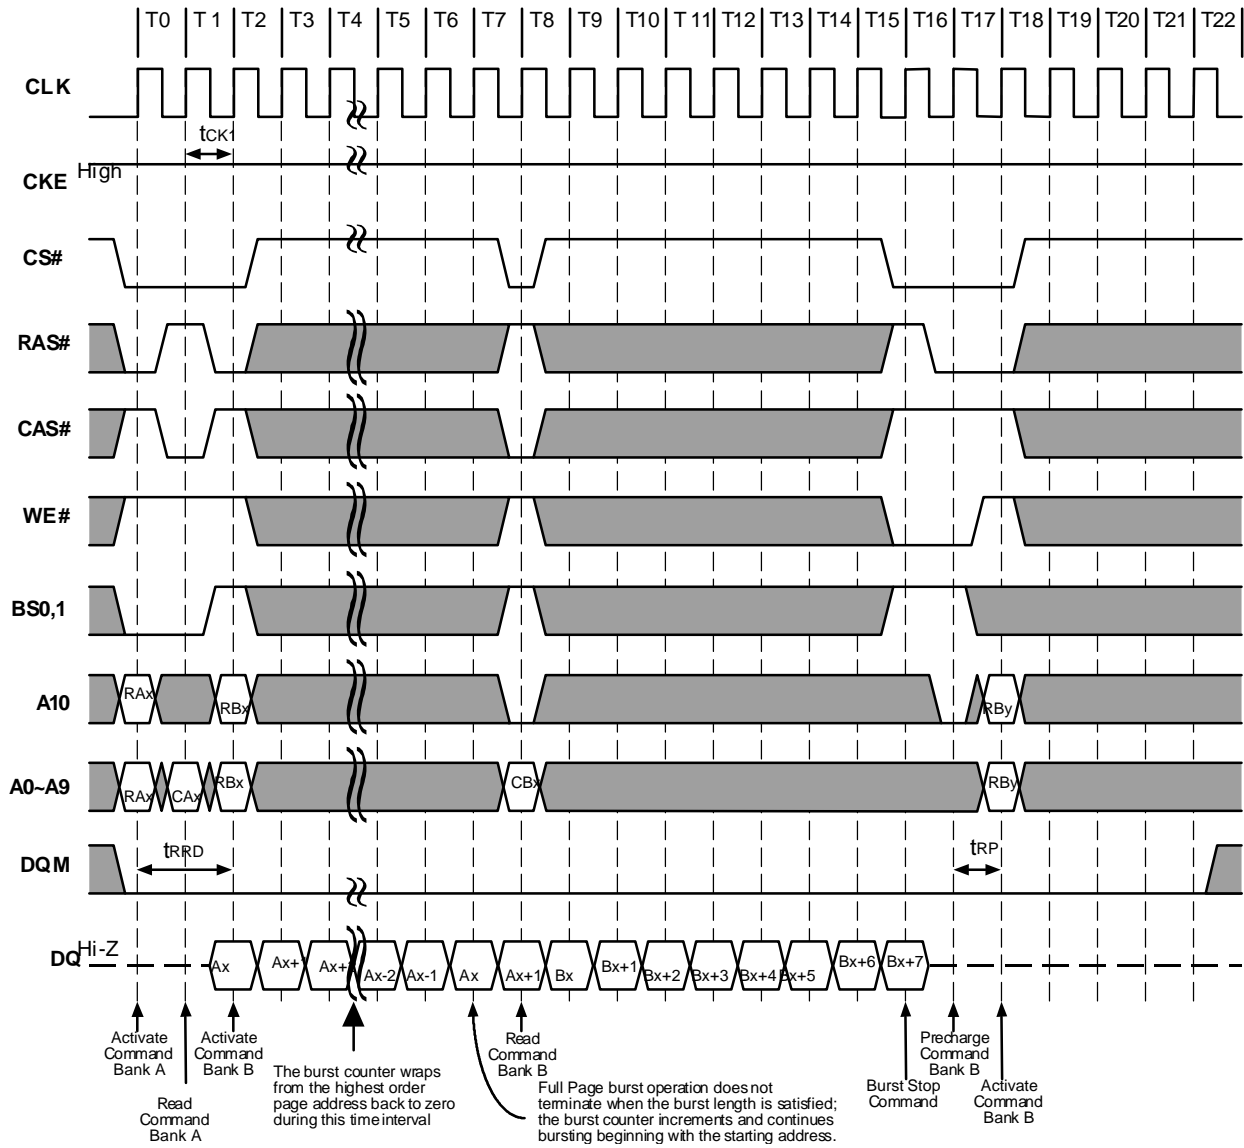 T0 T 1 T2 T3 T4 T5 T6 T7 T8 T9 T10 T 11 T12 T13 T14 T15 T16 T17 T18 T19 T20 T21 T22
CLK
tCK1
CKE High
CS#
RAS#
CAS#
WE#
BS0,1
A10 RAx RBx RBy
A0~A9 RAx CAx RBx CBx RBy
DQM tRRD tRP
DQ Hi-Z Ax Ax+1 Ax-2 Ax-1 Ax Ax+1 Bx Bx+1 Bx+2 Bx+3 Bx+4 Bx+5 Bx+6 Bx+7
Activate
Command
Bank A
Read
Command
Bank A
Activate
Command
Bank B
The burst counter wraps
from the highest order
page address back to zero
during this time interval
Read
Command
Bank B
Full Page burst operation does not
terminate when the burst length is satisfied;
the burst counter increments and continues
bursting beginning with the starting address.
Burst Stop
Command
Precharge
Command
Bank B
Activate
Command
Bank B